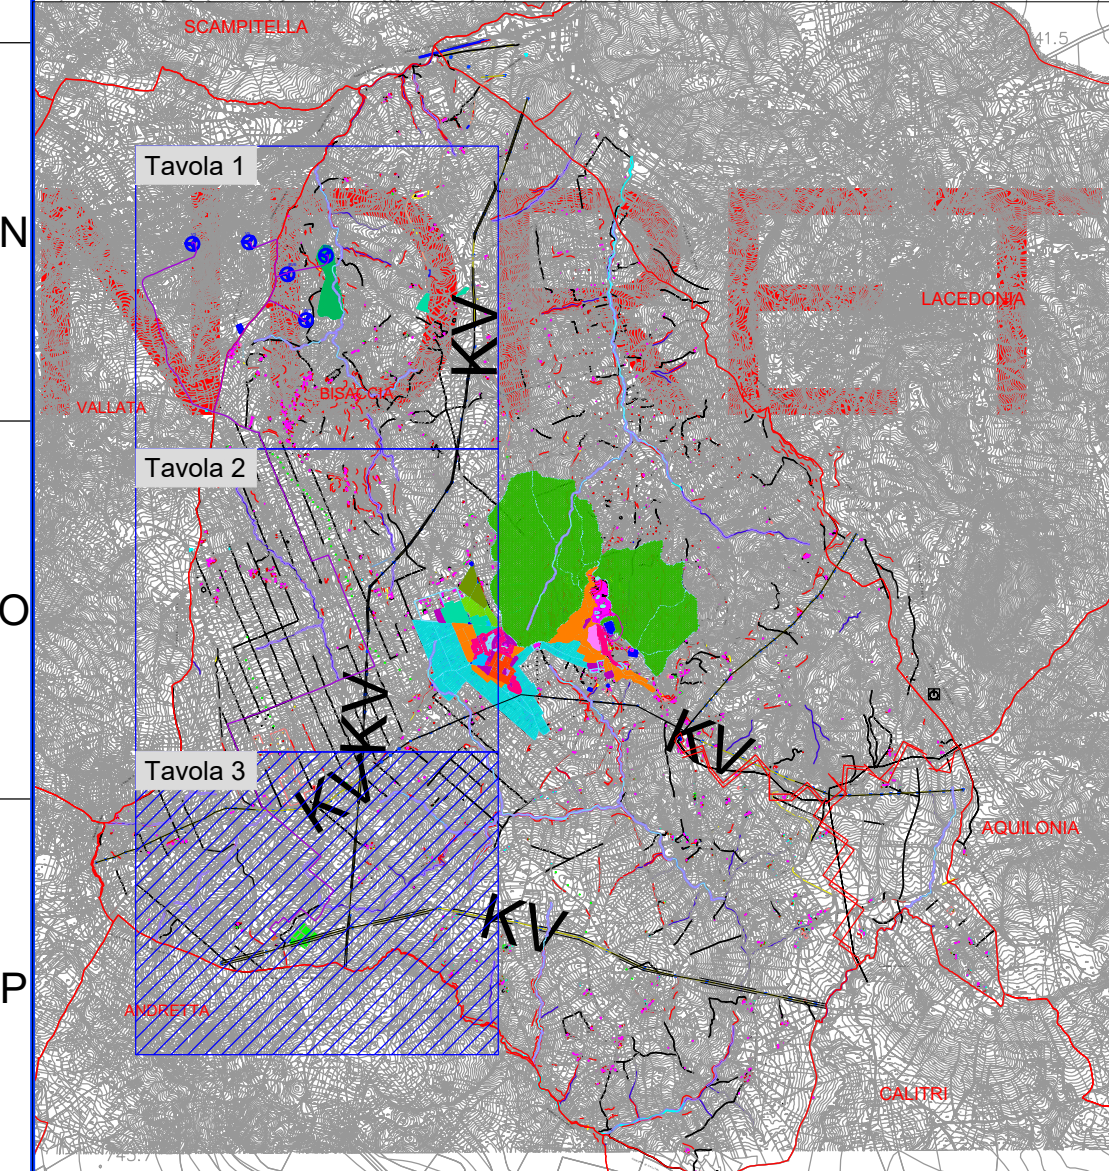 SCAMPITELLA
41.5
Tavola 1
N
LACEDONIA
KV
BISACCIA
VALLATA
Tavola 2
O
KV
KV
Tavola 3
KV
AQUILONIA
KV
P
ANDRETTA
CALITRI